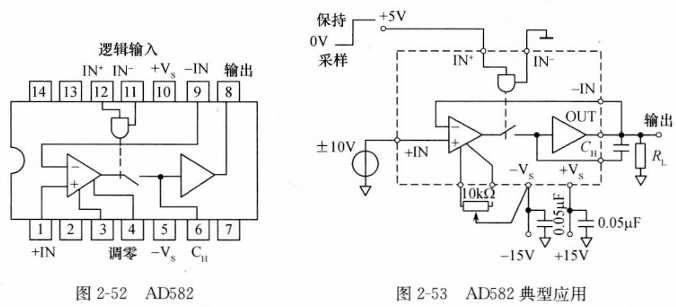 逻辑输入
IN⁺ IN⁻ +V_S −IN 输出
14 13 12 11 10 9 8
−
+
1 2 3 4 5 6 7
+IN 调零 −V_S C_H
图 2-52 AD582
保持 +5V
0V
采样
IN⁺ IN⁻
−IN
OUT 输出
±10V +IN − + C_H R_L
−V_S +V_S
10kΩ
0.05μF 0.05μF
−15V +15V
图 2-53 AD582 典型应用